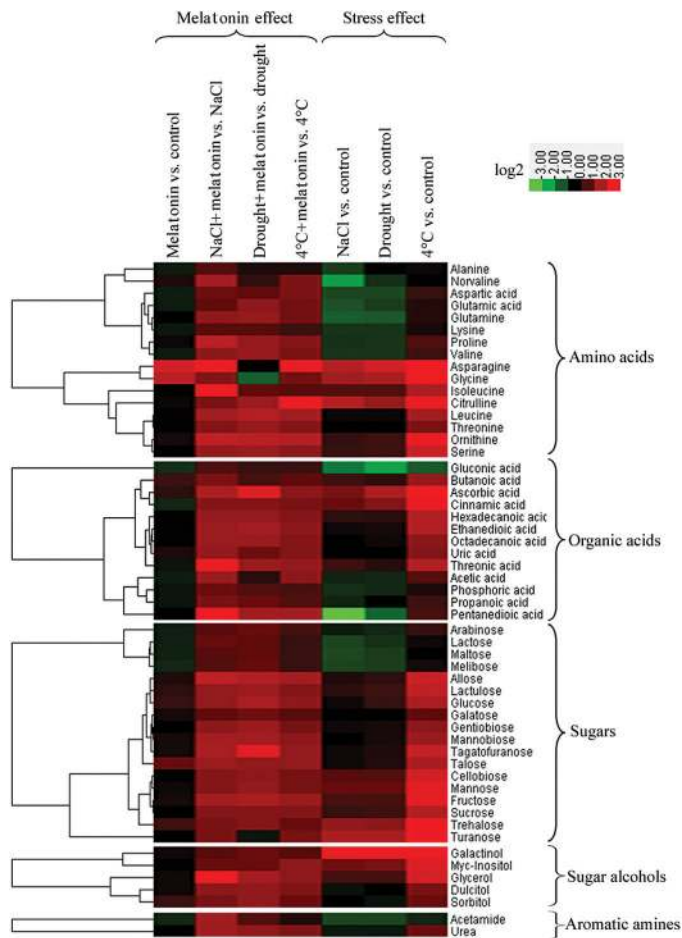 Melatonin effect
Stress effect
Melatonin vs. control
NaCl+ melatonin vs. NaCl
Drought+ melatonin vs. drought
4°C+ melatonin vs. 4°C
NaCl vs. control
Drought vs. control
4°C vs. control
log2
-3.00
-2.00
-1.00
0.00
1.00
2.00
3.00
Alanine
Norvaline
Aspartic acid
Glutamic acid
Glutamine
Lysine
Proline
Valine
Asparagine
Glycine
Isoleucine
Citrulline
Leucine
Threonine
Ornithine
Serine
Amino acids
Gluconic acid
Butanoic acid
Ascorbic acid
Cinnamic acid
Hexadecanoic acid
Ethanedioic acid
Octadecanoic acid
Uric acid
Threonic acid
Acetic acid
Phosphoric acid
Propanoic acid
Pentanedioic acid
Organic acids
Arabinose
Lactose
Maltose
Melibose
Allose
Lactulose
Glucose
Galatose
Gentiobiose
Mannobiose
Tagatofuranose
Talose
Cellobiose
Mannose
Fructose
Sucrose
Trehalose
Turanose
Sugars
Galactinol
Myc-Inositol
Glycerol
Dulcitol
Sorbitol
Sugar alcohols
Acetamide
Urea
Aromatic amines